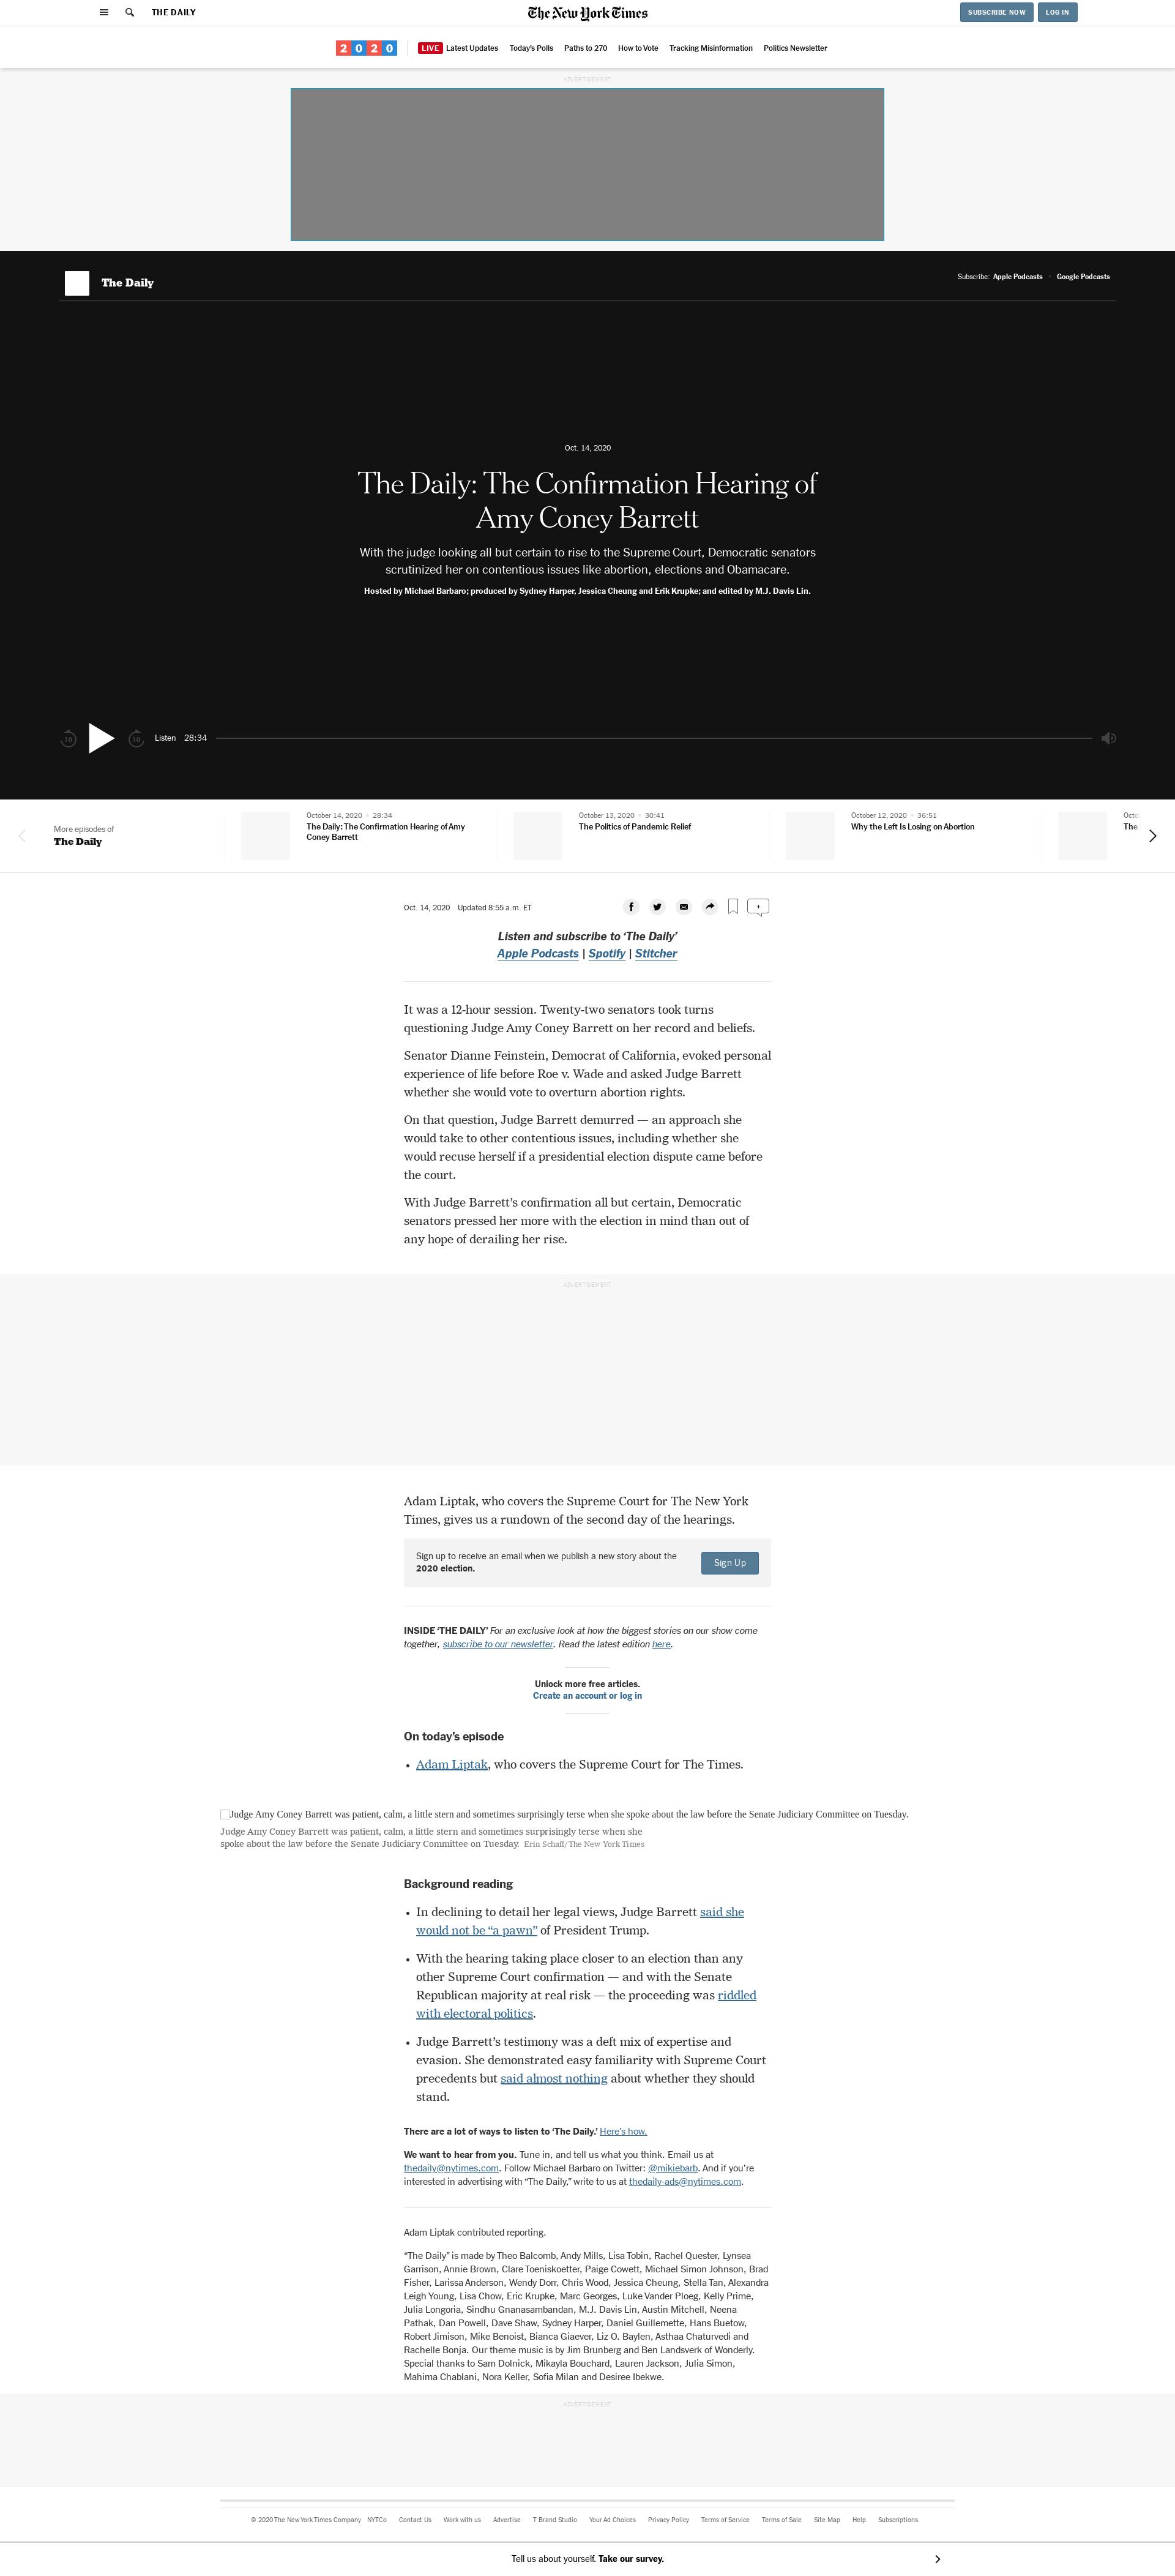 THE DAILY
The New York Times
SUBSCRIBE NOW
LOG IN
2020
LIVE Latest Updates
Today's Polls
Paths to 270
How to Vote
Tracking Misinformation
Politics Newsletter
ADVERTISEMENT
The Daily
Subscribe: Apple Podcasts
Google Podcasts
Oct. 14, 2020
The Daily: The Confirmation Hearing of
Amy Coney Barrett
With the judge looking all but certain to rise to the Supreme Court, Democratic senators
scrutinized her on contentious issues like abortion, elections and Obamacare.
Hosted by Michael Barbaro; produced by Sydney Harper, Jessica Cheung and Erik Krupke; and edited by M.J. Davis Lin.
10
10
Listen 28:34
More episodes of
The Daily
October 14, 2020 • 28:34
The Daily: The Confirmation Hearing of Amy
Coney Barrett
October 13, 2020 • 30:41
The Politics of Pandemic Relief
October 12, 2020 • 36:51
Why the Left Is Losing on Abortion
Octo
The
Oct. 14, 2020 Updated 8:55 a.m. ET
+
Listen and subscribe to ‘The Daily’
Apple Podcasts | Spotify | Stitcher
It was a 12-hour session. Twenty-two senators took turns
questioning Judge Amy Coney Barrett on her record and beliefs.
Senator Dianne Feinstein, Democrat of California, evoked personal
experience of life before Roe v. Wade and asked Judge Barrett
whether she would vote to overturn abortion rights.
On that question, Judge Barrett demurred — an approach she
would take to other contentious issues, including whether she
would recuse herself if a presidential election dispute came before
the court.
With Judge Barrett’s confirmation all but certain, Democratic
senators pressed her more with the election in mind than out of
any hope of derailing her rise.
ADVERTISEMENT
Adam Liptak, who covers the Supreme Court for The New York
Times, gives us a rundown of the second day of the hearings.
Sign up to receive an email when we publish a new story about the
2020 election.
Sign Up
INSIDE ‘THE DAILY’ For an exclusive look at how the biggest stories on our show come
together, subscribe to our newsletter. Read the latest edition here.
Unlock more free articles.
Create an account or log in
On today’s episode
• Adam Liptak, who covers the Supreme Court for The Times.
Judge Amy Coney Barrett was patient, calm, a little stern and sometimes surprisingly terse when she spoke about the law before the Senate Judiciary Committee on Tuesday.
Judge Amy Coney Barrett was patient, calm, a little stern and sometimes surprisingly terse when she
spoke about the law before the Senate Judiciary Committee on Tuesday. Erin Schaff/The New York Times
Background reading
• In declining to detail her legal views, Judge Barrett said she
would not be “a pawn” of President Trump.
• With the hearing taking place closer to an election than any
other Supreme Court confirmation — and with the Senate
Republican majority at real risk — the proceeding was riddled
with electoral politics.
• Judge Barrett’s testimony was a deft mix of expertise and
evasion. She demonstrated easy familiarity with Supreme Court
precedents but said almost nothing about whether they should
stand.
There are a lot of ways to listen to ‘The Daily.’ Here’s how.
We want to hear from you. Tune in, and tell us what you think. Email us at
thedaily@nytimes.com. Follow Michael Barbaro on Twitter: @mikiebarb. And if you’re
interested in advertising with “The Daily,” write to us at thedaily-ads@nytimes.com.
Adam Liptak contributed reporting.
“The Daily” is made by Theo Balcomb, Andy Mills, Lisa Tobin, Rachel Quester, Lynsea
Garrison, Annie Brown, Clare Toeniskoetter, Paige Cowett, Michael Simon Johnson, Brad
Fisher, Larissa Anderson, Wendy Dorr, Chris Wood, Jessica Cheung, Stella Tan, Alexandra
Leigh Young, Lisa Chow, Eric Krupke, Marc Georges, Luke Vander Ploeg, Kelly Prime,
Julia Longoria, Sindhu Gnanasambandan, M.J. Davis Lin, Austin Mitchell, Neena
Pathak, Dan Powell, Dave Shaw, Sydney Harper, Daniel Guillemette, Hans Buetow,
Robert Jimison, Mike Benoist, Bianca Giaever, Liz O. Baylen, Asthaa Chaturvedi and
Rachelle Bonja. Our theme music is by Jim Brunberg and Ben Landsverk of Wonderly.
Special thanks to Sam Dolnick, Mikayla Bouchard, Lauren Jackson, Julia Simon,
Mahima Chablani, Nora Keller, Sofia Milan and Desiree Ibekwe.
ADVERTISEMENT
© 2020 The New York Times Company
NYTCo
Contact Us
Work with us
Advertise
T Brand Studio
Your Ad Choices
Privacy Policy
Terms of Service
Terms of Sale
Site Map
Help
Subscriptions
Tell us about yourself. Take our survey.